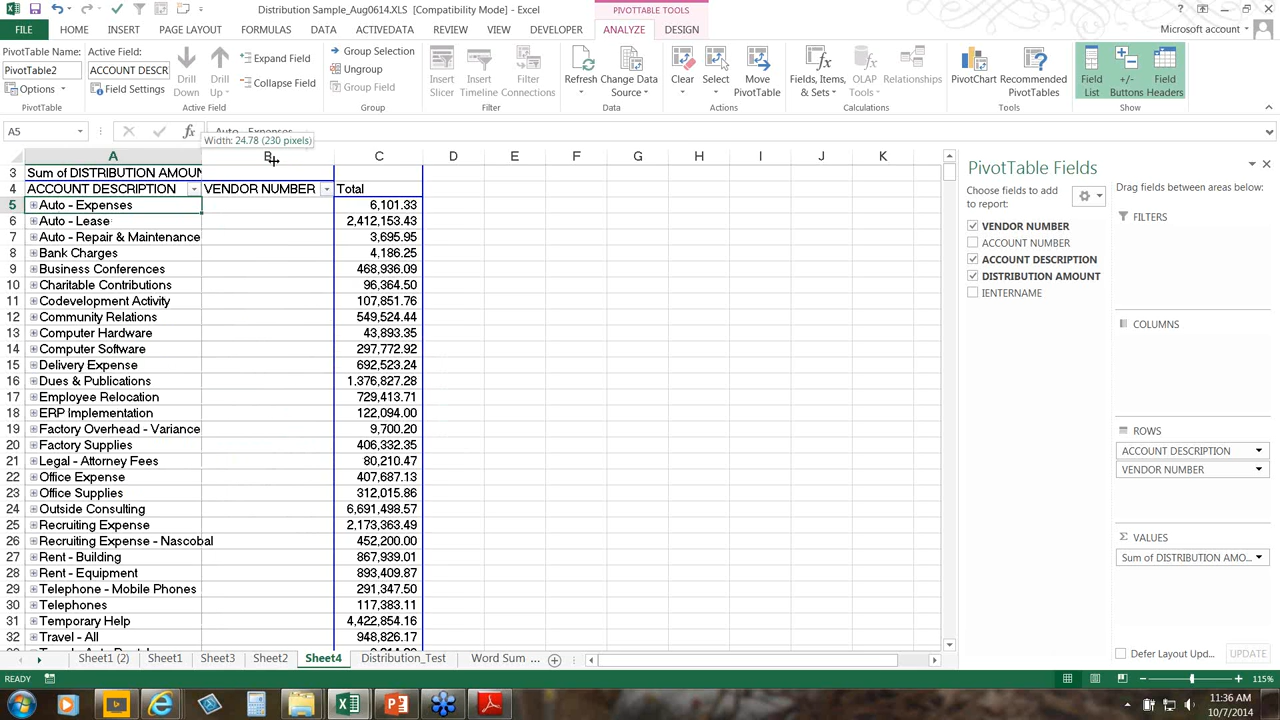 Distribution Sample_Aug0614.XLS [Compatibility Mode] - Excel
PIVOTTABLE TOOLS
FILE HOME INSERT PAGE LAYOUT FORMULAS DATA ACTIVEDATA REVIEW VIEW DEVELOPER ANALYZE DESIGN Microsoft account
PivotTable Name:
PivotTable2
Options
PivotTable
Active Field:
ACCOUNT DESCR
Field Settings
Drill Down
Drill Up
Expand Field
Collapse Field
Active Field
Group Selection
Ungroup
Group Field
Group
Insert Slicer
Insert Timeline
Filter Connections
Filter
Refresh
Change Data Source
Data
Clear
Select
Move PivotTable
Actions
Fields, Items, & Sets
OLAP Tools
Relationships
Calculations
PivotChart
Recommended PivotTables
Tools
Field List
+/- Buttons
Field Headers
Show
A5
fx
Auto - Expenses
Width: 24.78 (230 pixels)
A B C D E F G H I J K
3 Sum of DISTRIBUTION AMOUN
4 ACCOUNT DESCRIPTION VENDOR NUMBER Total
5 Auto - Expenses 6,101.33
6 Auto - Lease 2,412,153.43
7 Auto - Repair & Maintenance 3,695.95
8 Bank Charges 4,186.25
9 Business Conferences 468,936.09
10 Charitable Contributions 96,364.50
11 Codevelopment Activity 107,851.76
12 Community Relations 549,524.44
13 Computer Hardware 43,893.35
14 Computer Software 297,772.92
15 Delivery Expense 692,523.24
16 Dues & Publications 1,376,827.28
17 Employee Relocation 729,413.71
18 ERP Implementation 122,094.00
19 Factory Overhead - Variance 9,700.20
20 Factory Supplies 406,332.35
21 Legal - Attorney Fees 80,210.47
22 Office Expense 407,687.13
23 Office Supplies 312,015.86
24 Outside Consulting 6,691,498.57
25 Recruiting Expense 2,173,363.49
26 Recruiting Expense - Nascobal 452,200.00
27 Rent - Building 867,939.01
28 Rent - Equipment 893,409.87
29 Telephone - Mobile Phones 291,347.50
30 Telephones 117,383.11
31 Temporary Help 4,422,854.16
32 Travel - All 948,826.17
Sheet1 (2) Sheet1 Sheet3 Sheet2 Sheet4 Distribution_Test Word Sum ...
PivotTable Fields
Choose fields to add to report:
VENDOR NUMBER
ACCOUNT NUMBER
ACCOUNT DESCRIPTION
DISTRIBUTION AMOUNT
IENTERNAME
Drag fields between areas below:
FILTERS
COLUMNS
ROWS
ACCOUNT DESCRIPTION
VENDOR NUMBER
Σ VALUES
Sum of DISTRIBUTION AMO...
Defer Layout Upd...
UPDATE
READY
115%
11:36 AM
10/7/2014